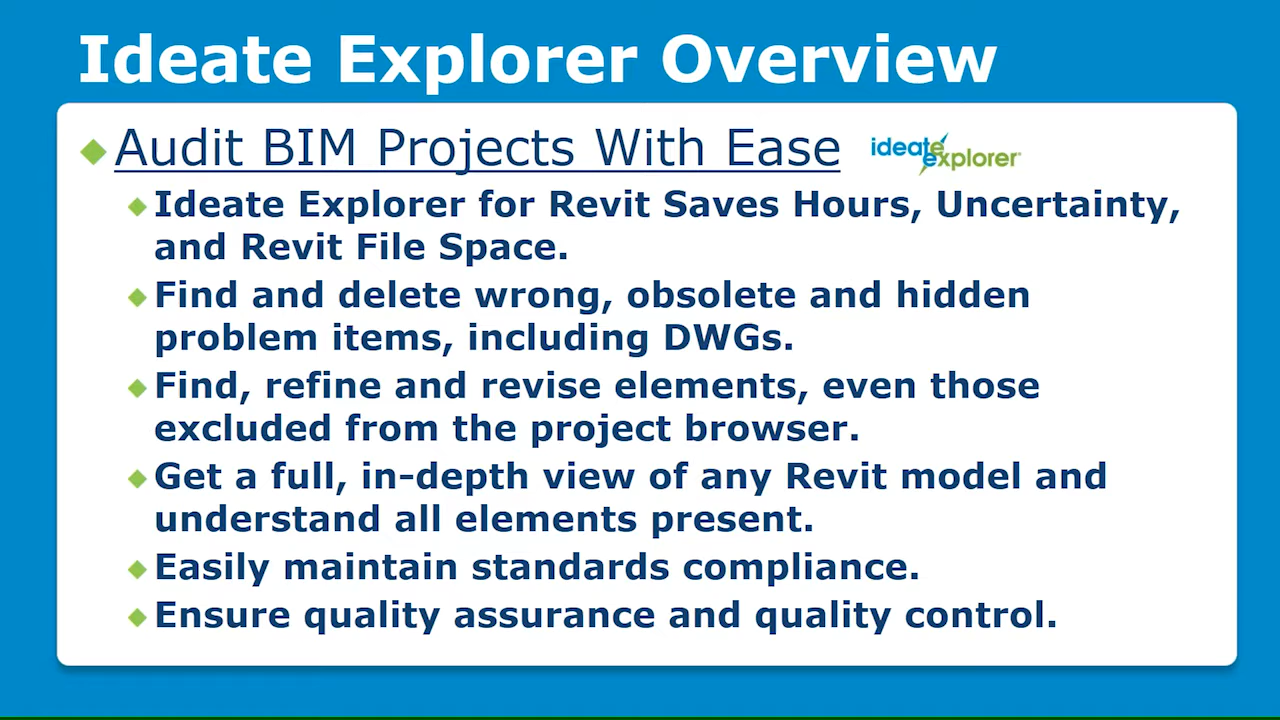 Ideate Explorer Overview
Audit BIM Projects With Ease
ideate explorer®
Ideate Explorer for Revit Saves Hours, Uncertainty,
and Revit File Space.
Find and delete wrong, obsolete and hidden
problem items, including DWGs.
Find, refine and revise elements, even those
excluded from the project browser.
Get a full, in-depth view of any Revit model and
understand all elements present.
Easily maintain standards compliance.
Ensure quality assurance and quality control.